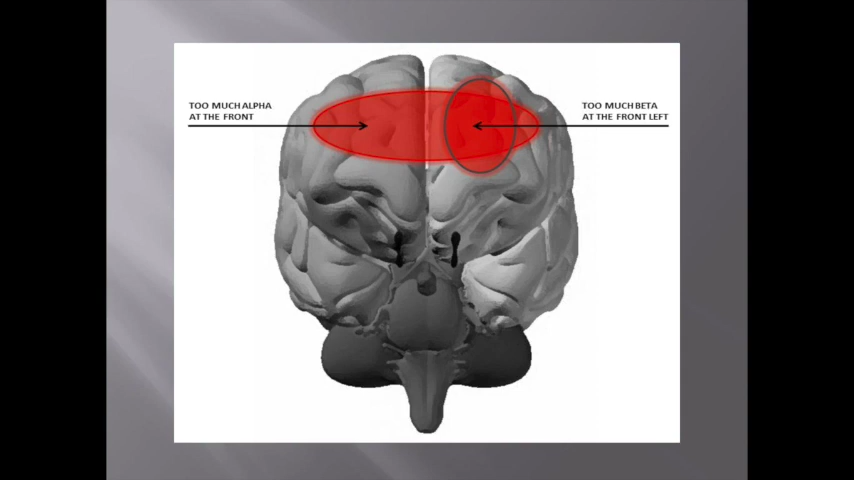 TOO MUCH ALPHA
AT THE FRONT
TOO MUCH BETA
AT THE FRONT LEFT